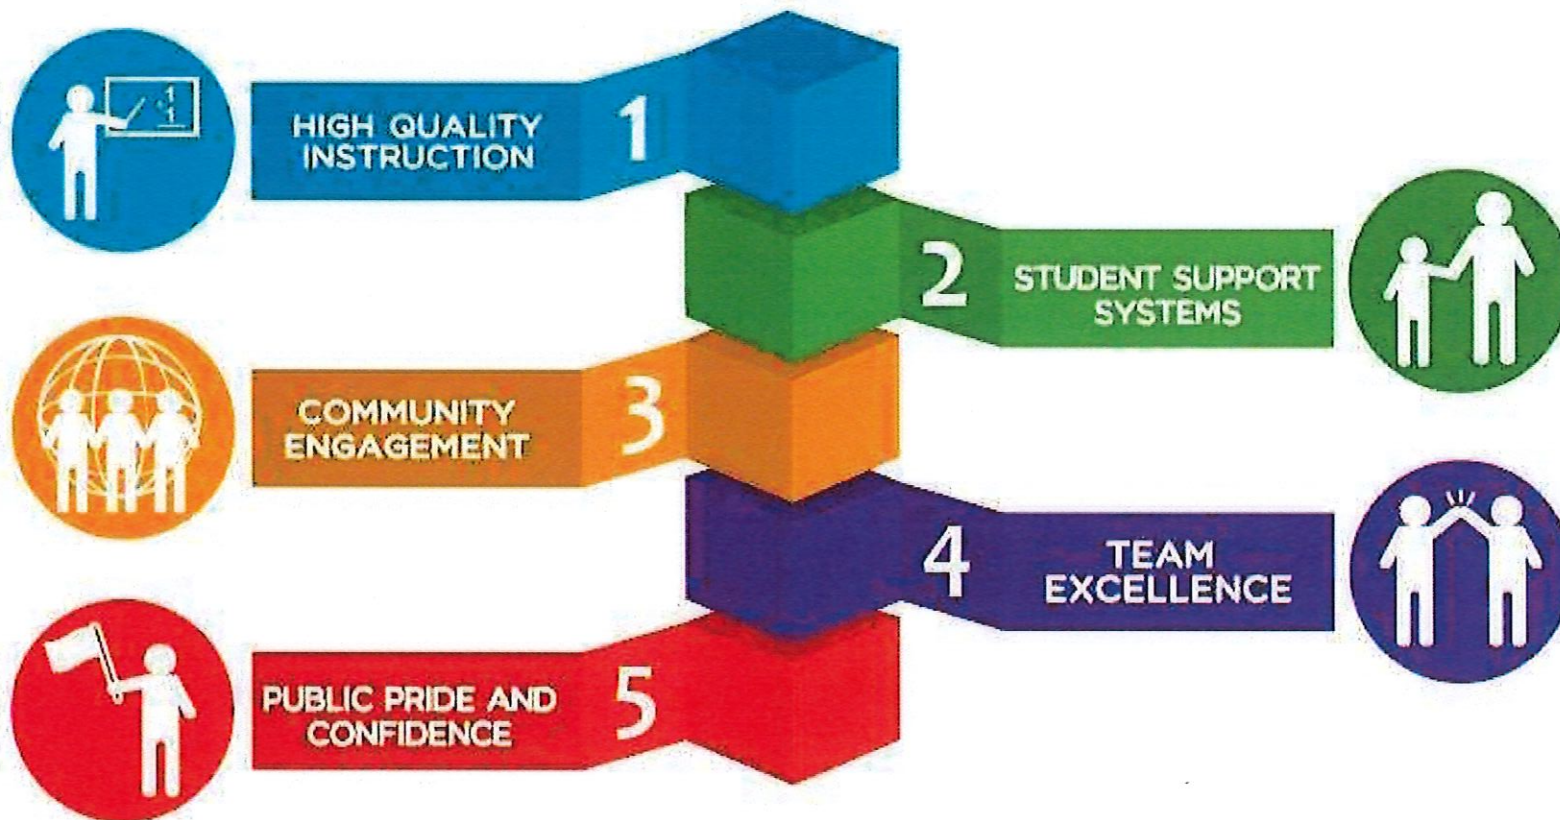 HIGH QUALITY
INSTRUCTION
1
2
STUDENT SUPPORT
SYSTEMS
COMMUNITY
ENGAGEMENT
3
4
TEAM
EXCELLENCE
PUBLIC PRIDE AND
CONFIDENCE
5